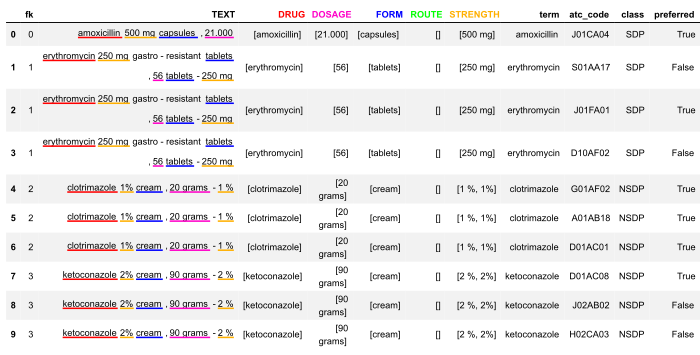 fk TEXT DRUG DOSAGE FORM ROUTE STRENGTH term atc_code class preferred
0 0 amoxicillin 500 mg capsules , 21.000 [amoxicillin] [21.000] [capsules] [] [500 mg] amoxicillin J01CA04 SDP True
1 1 erythromycin 250 mg gastro - resistant tablets , 56 tablets - 250 mg [erythromycin] [56] [tablets] [] [250 mg] erythromycin S01AA17 SDP False
2 1 erythromycin 250 mg gastro - resistant tablets , 56 tablets - 250 mg [erythromycin] [56] [tablets] [] [250 mg] erythromycin J01FA01 SDP True
3 1 erythromycin 250 mg gastro - resistant tablets , 56 tablets - 250 mg [erythromycin] [56] [tablets] [] [250 mg] erythromycin D10AF02 SDP False
4 2 clotrimazole 1% cream , 20 grams - 1 % [clotrimazole] [20 grams] [cream] [] [1 %, 1%] clotrimazole G01AF02 NSDP True
5 2 clotrimazole 1% cream , 20 grams - 1 % [clotrimazole] [20 grams] [cream] [] [1 %, 1%] clotrimazole A01AB18 NSDP True
6 2 clotrimazole 1% cream , 20 grams - 1 % [clotrimazole] [20 grams] [cream] [] [1 %, 1%] clotrimazole D01AC01 NSDP True
7 3 ketoconazole 2% cream , 90 grams - 2 % [ketoconazole] [90 grams] [cream] [] [2 %, 2%] ketoconazole D01AC08 NSDP True
8 3 ketoconazole 2% cream , 90 grams - 2 % [ketoconazole] [90 grams] [cream] [] [2 %, 2%] ketoconazole J02AB02 NSDP False
9 3 ketoconazole 2% cream , 90 grams - 2 % [ketoconazole] [90 grams] [cream] [] [2 %, 2%] ketoconazole H02CA03 NSDP False